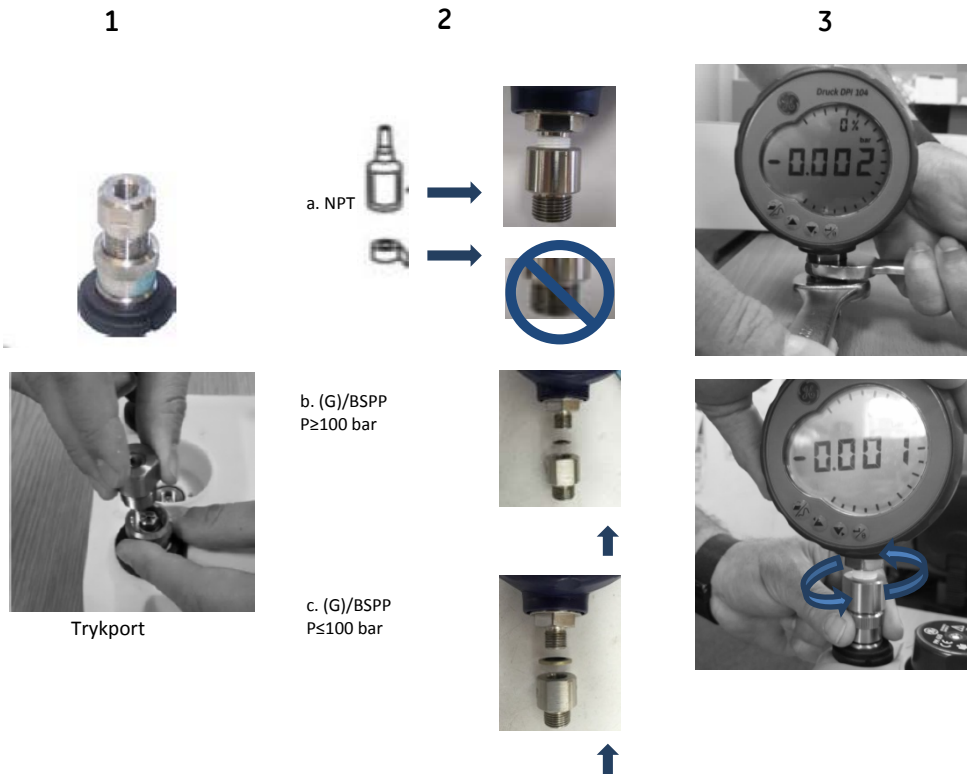 1
2
3
a. NPT
b. (G)/BSPP
P≥100 bar
c. (G)/BSPP
P≤100 bar
Trykport
Druck DPI 104
0%
bar
-0.002
-0.001